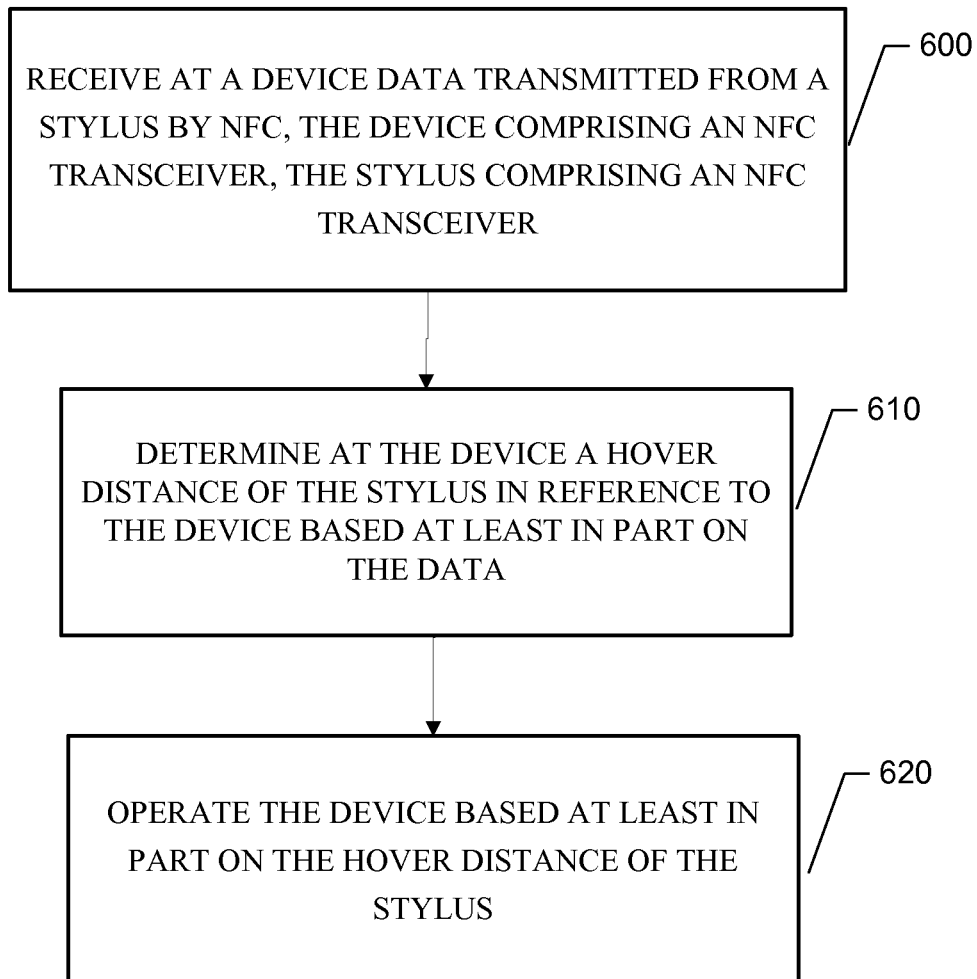 RECEIVE AT A DEVICE DATA TRANSMITTED FROM A
STYLUS BY NFC, THE DEVICE COMPRISING AN NFC
TRANSCEIVER, THE STYLUS COMPRISING AN NFC
TRANSCEIVER
600
DETERMINE AT THE DEVICE A HOVER
DISTANCE OF THE STYLUS IN REFERENCE TO
THE DEVICE BASED AT LEAST IN PART ON
THE DATA
610
OPERATE THE DEVICE BASED AT LEAST IN
PART ON THE HOVER DISTANCE OF THE
STYLUS
620